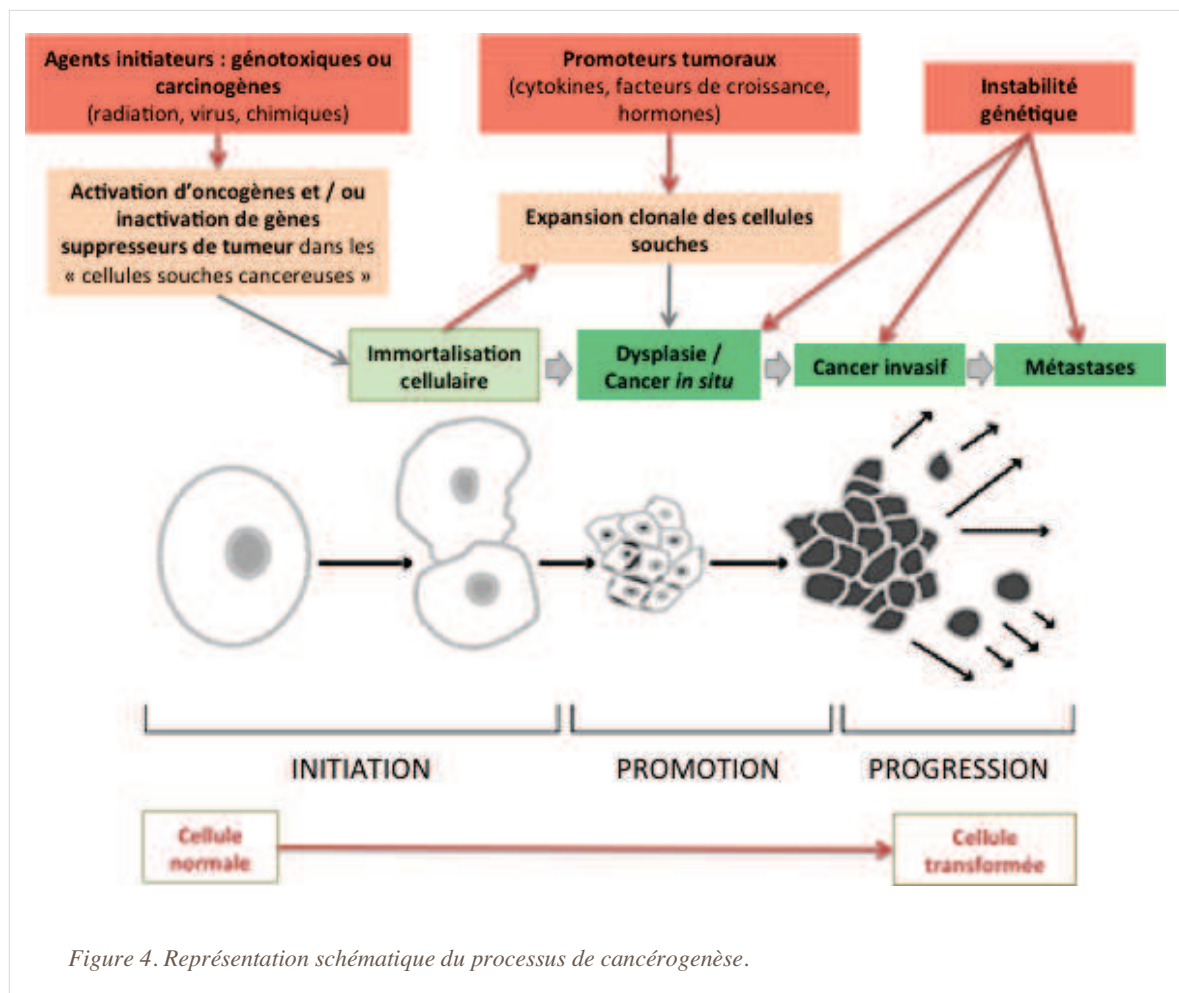 Agents initiateurs : génotoxiques ou
carcinogènes
(radiation, virus, chimiques)
Promoteurs tumoraux
(cytokines, facteurs de croissance,
hormones)
Instabilité
génétique
Activation d'oncogènes et / ou
inactivation de gènes
suppresseurs de tumeur dans les
« cellules souches cancereuses »
Expansion clonale des cellules
souches
Immortalisation
cellulaire
Dysplasie /
Cancer in situ
Cancer invasif
Métastases
INITIATION
PROMOTION
PROGRESSION
Cellule
normale
Cellule
transformée
Figure 4. Représentation schématique du processus de cancérogenèse.